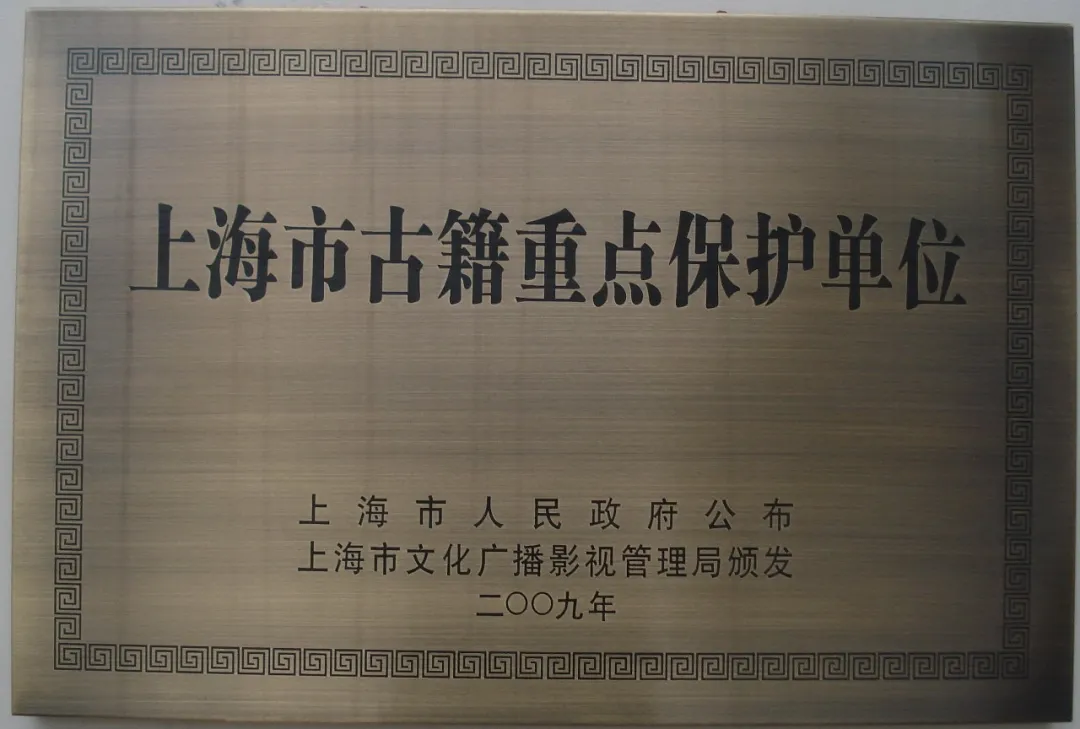 上海市古籍重点保护单位
上海市人民政府公布
上海市文化广播影视管理局颁发
二〇〇九年